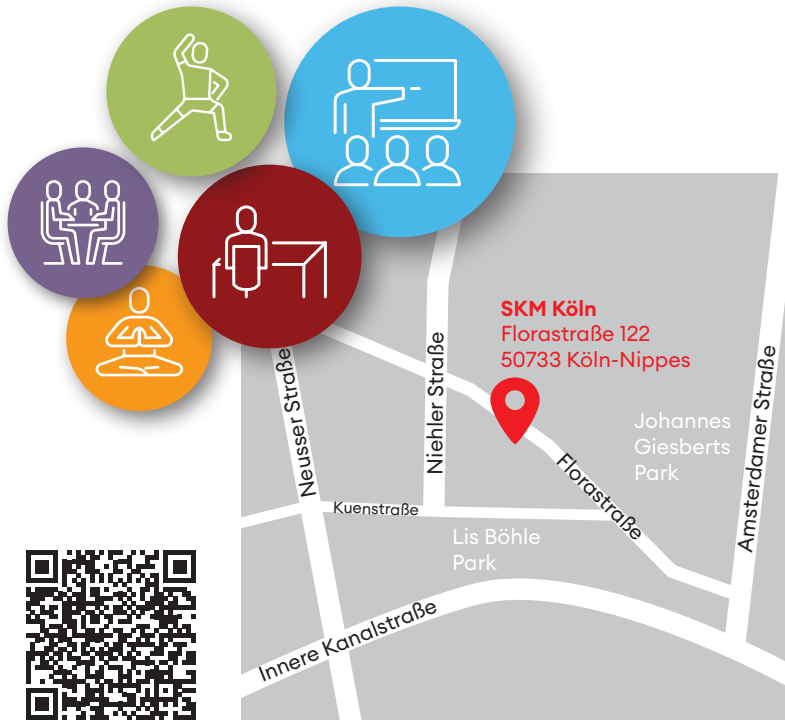 SKM Köln
Florastraße 122
50733 Köln-Nippes
Neusser Straße
Niehler Straße
Johannes
Giesberts
Park
Amsterdamer Straße
Florastraße
Kuenstraße
Lis Böhle
Park
Innere Kanalstraße